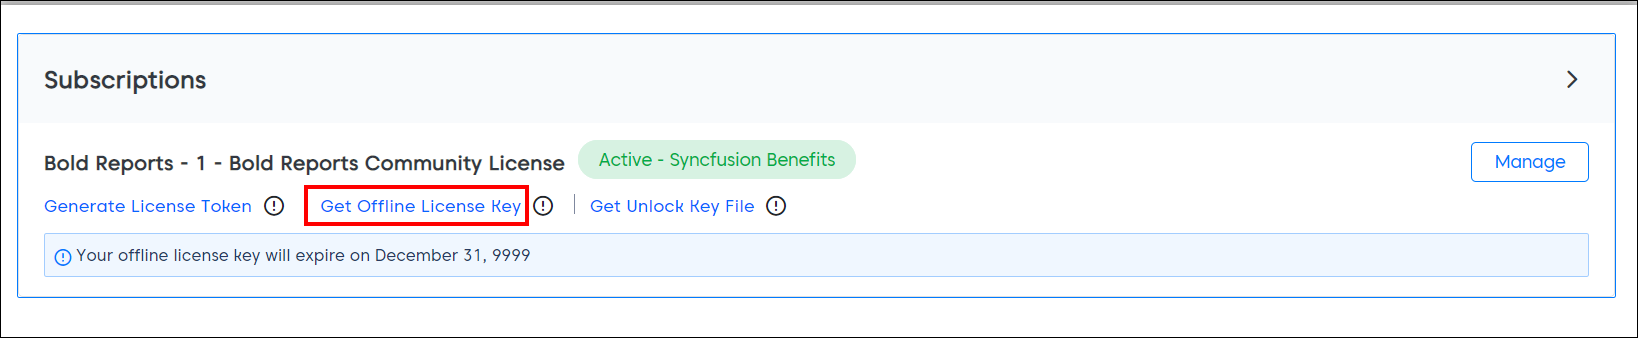 Subscriptions
Bold Reports - 1 - Bold Reports Community License Active - Syncfusion Benefits Manage
Generate License Token Get Offline License Key Get Unlock Key File
Your offline license key will expire on December 31, 9999